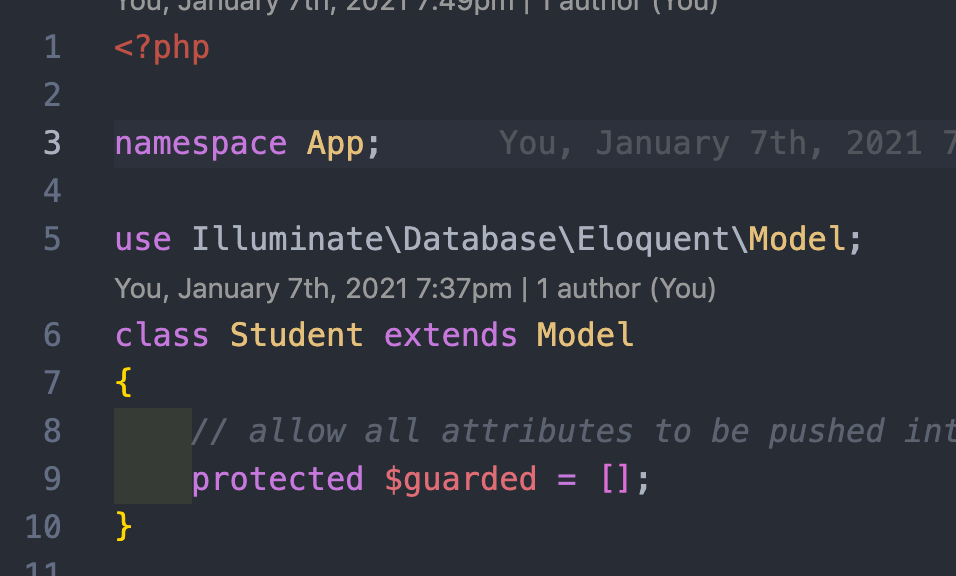 You, January 7th, 2021 7:49pm | 1 author (You)
1 <?php
2
3 namespace App; You, January 7th, 2021 7
4
5 use Illuminate\Database\Eloquent\Model;
You, January 7th, 2021 7:37pm | 1 author (You)
6 class Student extends Model
7 {
8 // allow all attributes to be pushed int
9 protected $guarded = [];
10 }
11